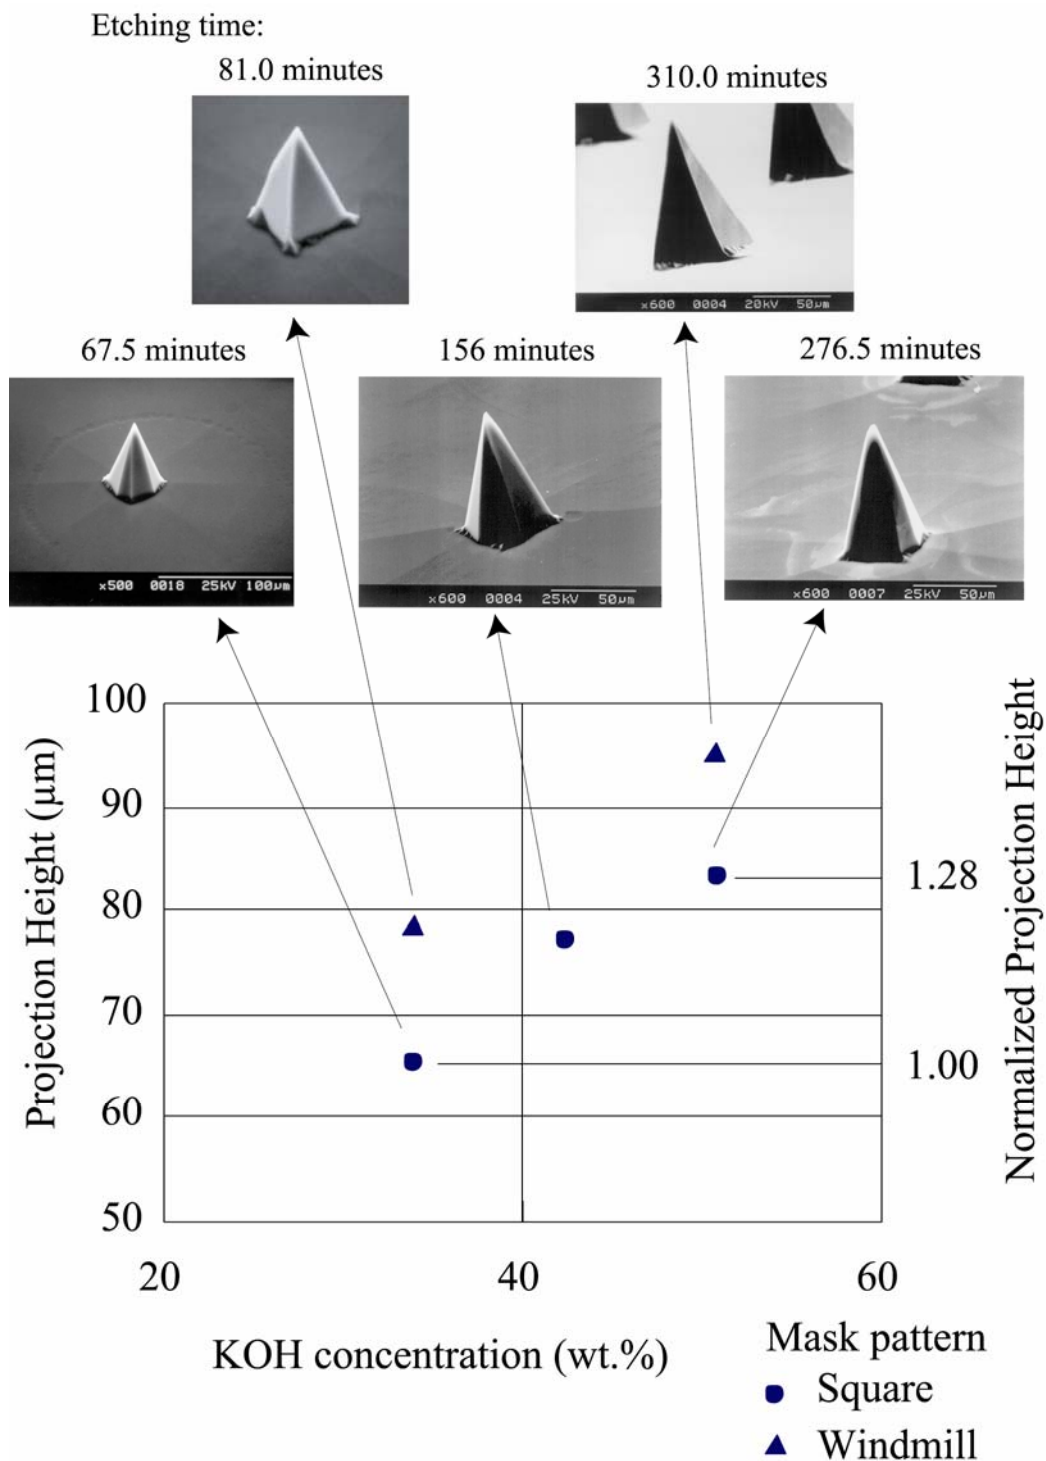 Etching time:
81.0 minutes
310.0 minutes
x600 0004 20kV 50µm
67.5 minutes
156 minutes
276.5 minutes
x500 0018 25kV 100µm
x600 0004 25kV 50µm
x600 0007 25kV 50µm
Projection Height (µm)
100
90
80
70
60
50
Normalized Projection Height
1.28
1.00
20
40
60
KOH concentration (wt.%)
Mask pattern
Square
Windmill